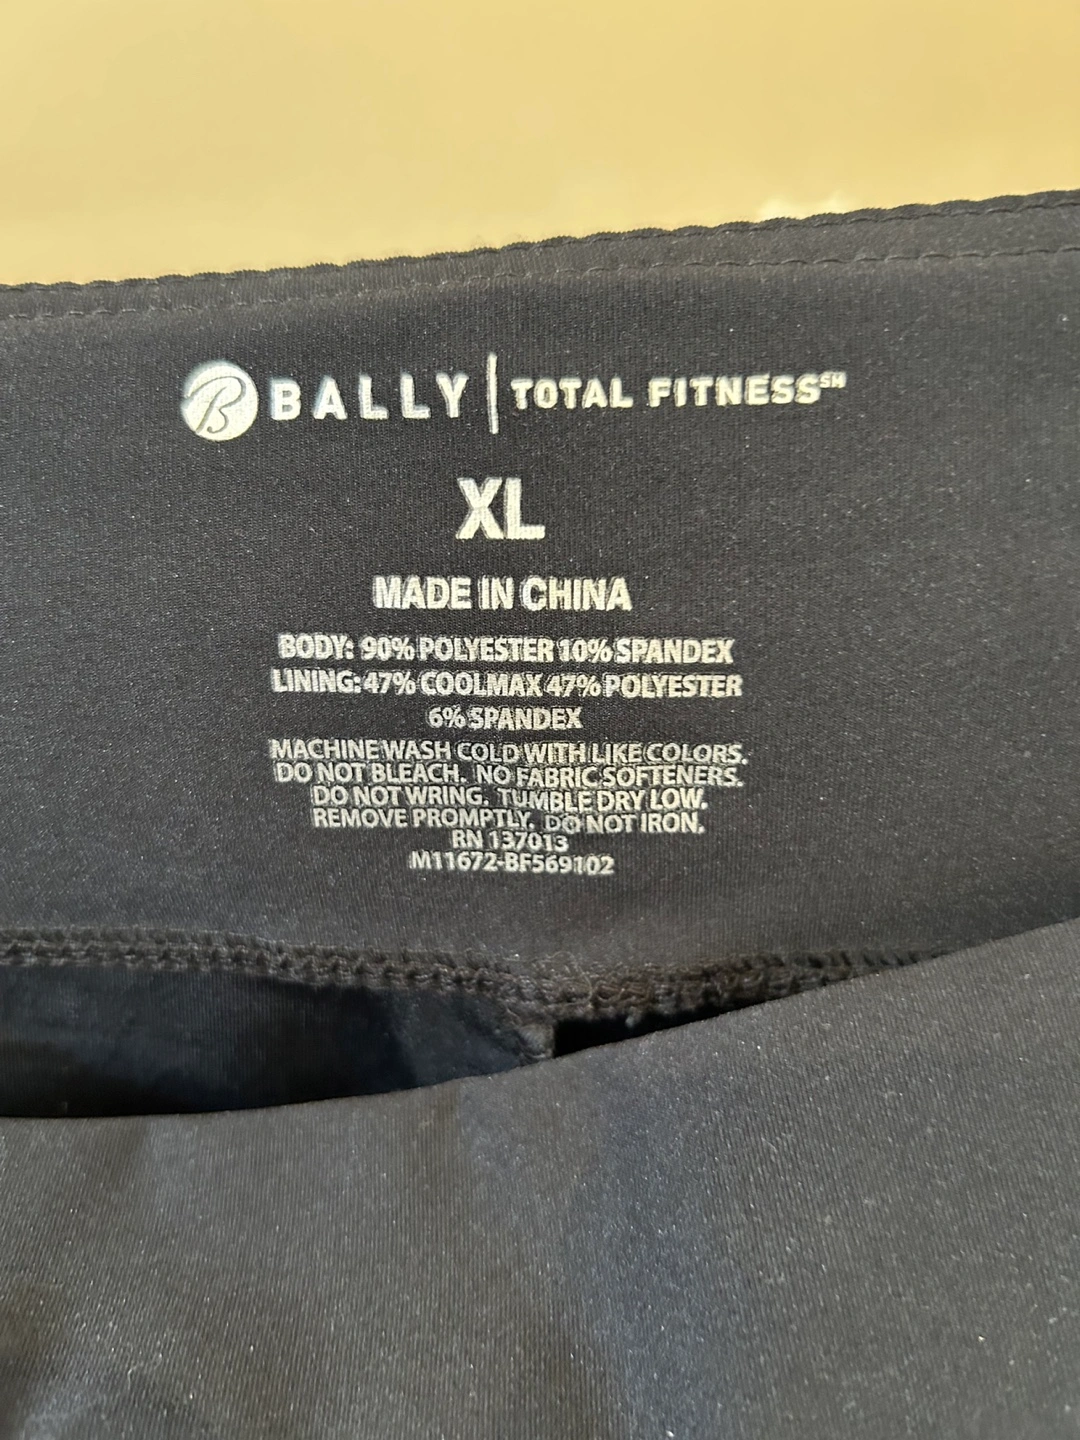 B BALLY | TOTAL FITNESS℠
XL
MADE IN CHINA
BODY: 90% POLYESTER 10% SPANDEX
LINING: 47% COOLMAX 47% POLYESTER
6% SPANDEX
MACHINE WASH COLD WITH LIKE COLORS.
DO NOT BLEACH. NO FABRIC SOFTENERS.
DO NOT WRING. TUMBLE DRY LOW.
REMOVE PROMPTLY. DO NOT IRON.
RN 137013
M11672-BF569102